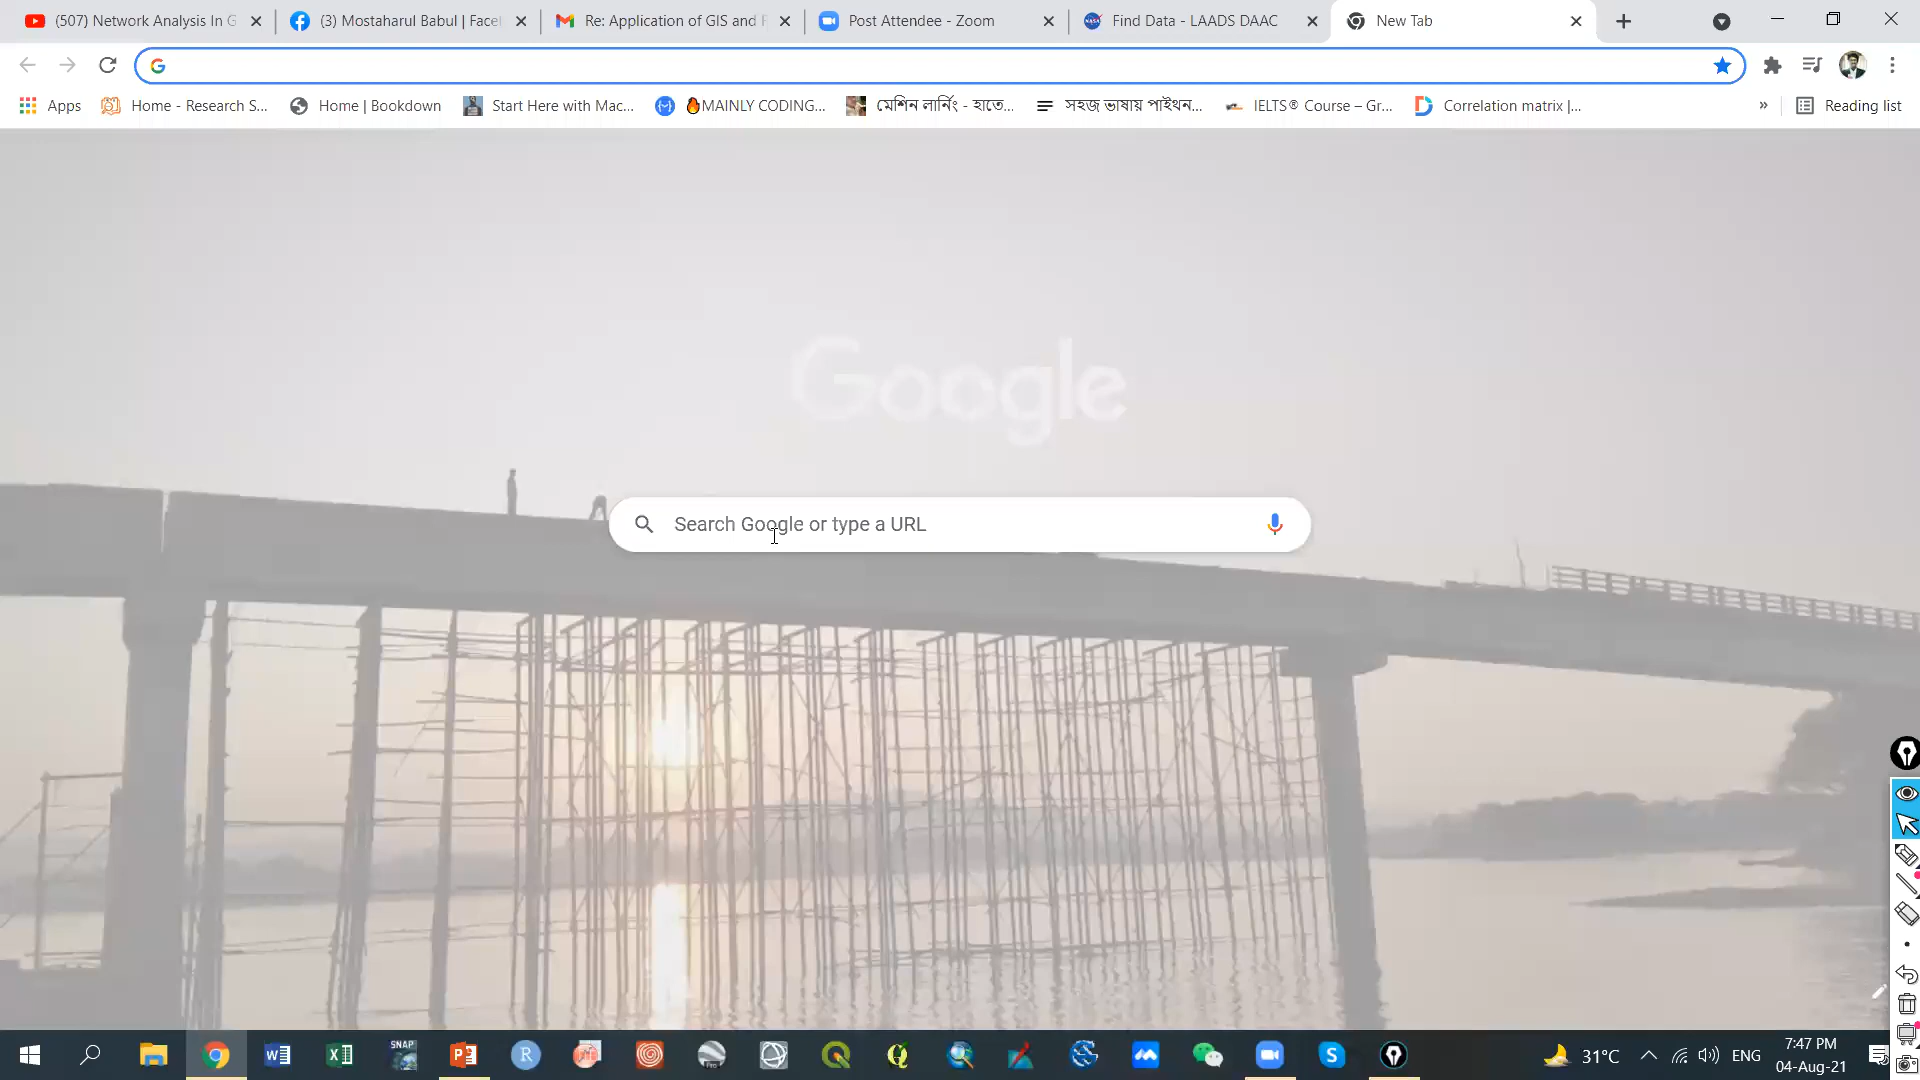 (507) Network Analysis In G
(3) Mostaharul Babul | Face
Re: Application of GIS and
Post Attendee - Zoom
Find Data - LAADS DAAC
New Tab
Apps
Home - Research S...
Home | Bookdown
Start Here with Mac...
🔥MAINLY CODING...
মেশিন লার্নিং - হাতে...
সহজ ভাষায় পাইথন...
IELTS® Course – Gr...
Correlation matrix |...
»
Reading list
Google
Search Google or type a URL
SNAP
31°C
ENG
7:47 PM
04-Aug-21